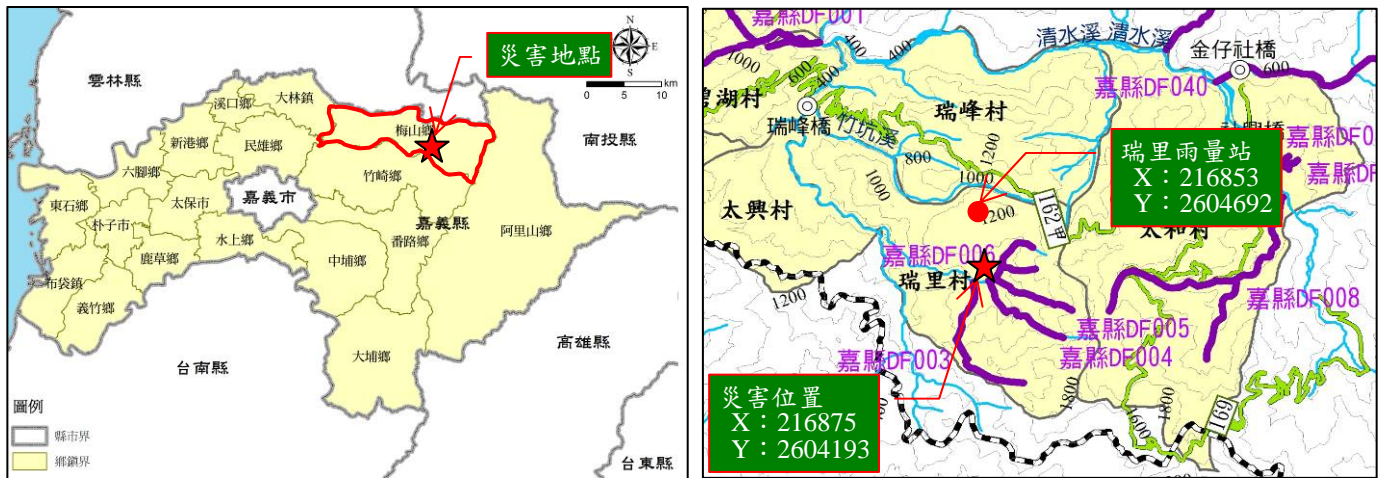 N
E
S
0
5
10
km
災害地點
雲林縣
溪口鄉
大林鎮
梅山鄉
南投縣
新港鄉
民雄鄉
竹崎鄉
六腳鄉
嘉義市
東石鄉
太保市
嘉義縣
朴子市
水上鄉
番路鄉
阿里山鄉
鹿草鄉
中埔鄉
布袋鎮
義竹鄉
高雄縣
大埔鄉
台南縣
圖例
縣市界
鄉鎮界
台東縣
嘉縣DF001
400
400
清水溪
清水溪
金仔社橋
1000
600
400
600
嘉縣DF040
碧湖村
瑞峰村
瑞峰橋
竹坑溪
1200
800
1000
1000
瑞里雨量站
X：216853
Y：2604692
1200
162甲
太興村
太和村
嘉縣DF006
瑞里村
1200
嘉縣DF008
嘉縣DF005
嘉縣DF003
嘉縣DF004
1800
1800
1600
169
災害位置
X：216875
Y：2604193